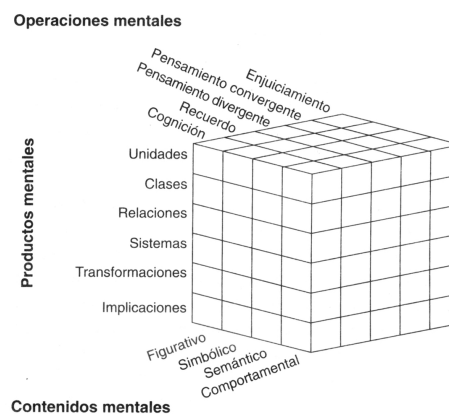 Operaciones mentales
Enjuiciamiento
Pensamiento convergente
Pensamiento divergente
Recuerdo
Cognición
Productos mentales
Unidades
Clases
Relaciones
Sistemas
Transformaciones
Implicaciones
Figurativo
Simbólico
Semántico
Comportamental
Contenidos mentales